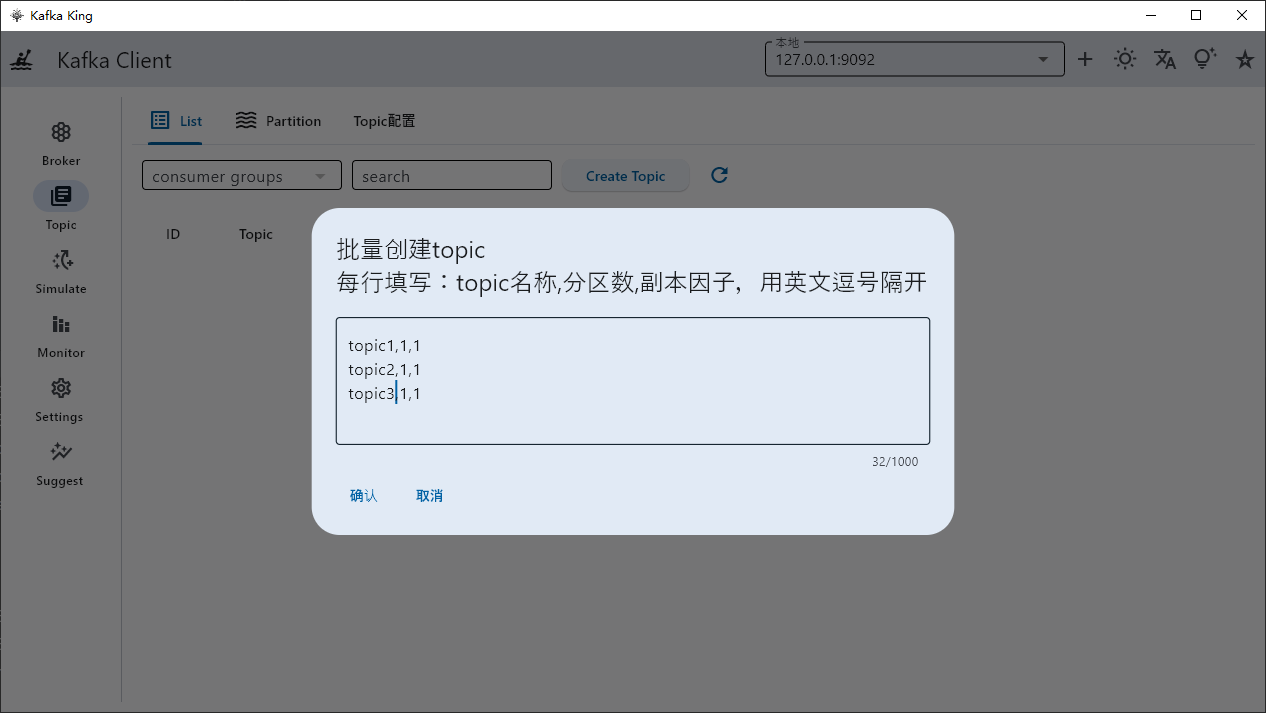 Kafka King
Kafka Client
本地
127.0.0.1:9092
List
Partition
Topic配置
Broker
Topic
Simulate
Monitor
Settings
Suggest
consumer groups
search
Create Topic
ID
Topic
批量创建topic
每行填写：topic名称,分区数,副本因子，用英文逗号隔开
topic1,1,1
topic2,1,1
topic3,1,1
32/1000
确认
取消